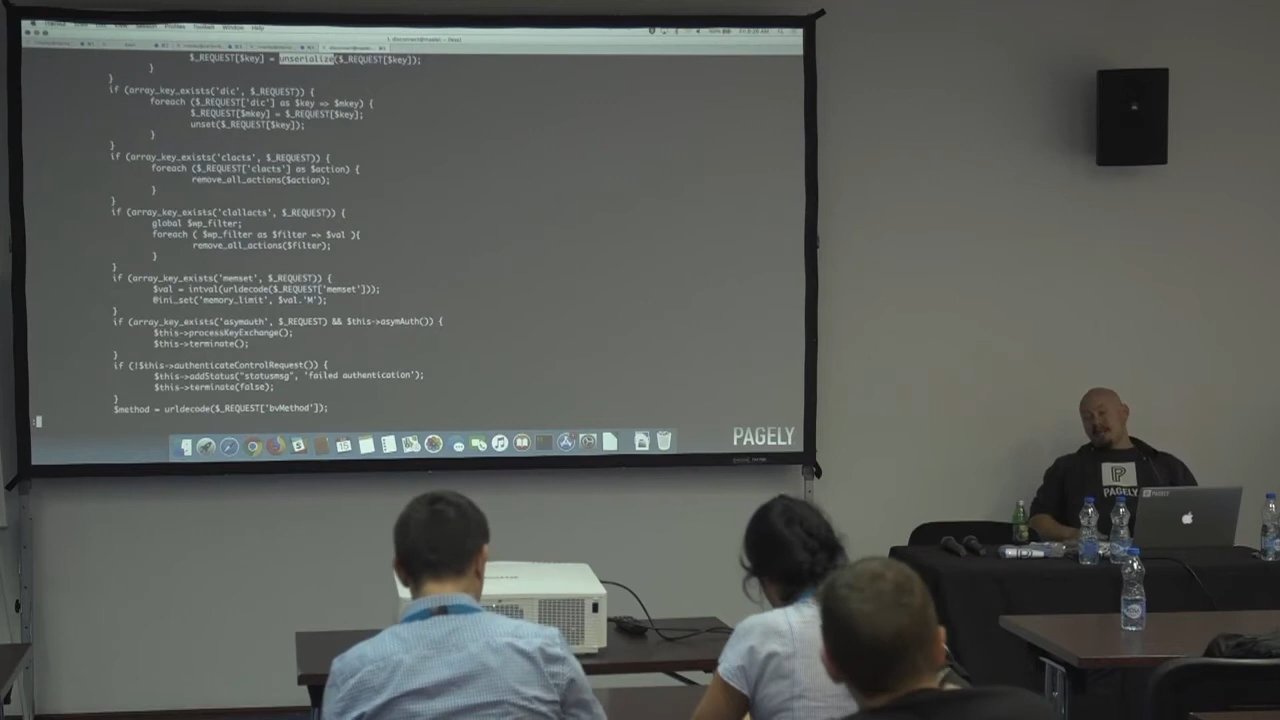 Window Help
$_REQUEST[$key] = unserialize($_REQUEST[$key]);
}
}
if (array_key_exists('dic', $_REQUEST)) {
foreach ($_REQUEST['dic'] as $key => $mkey) {
$_REQUEST[$mkey] = $_REQUEST[$key];
unset($_REQUEST[$key]);
}
}
if (array_key_exists('clacts', $_REQUEST)) {
foreach ($_REQUEST['clacts'] as $action) {
remove_all_actions($action);
}
}
if (array_key_exists('clallacts', $_REQUEST)) {
global $wp_filter;
foreach ( $wp_filter as $filter => $val ){
remove_all_actions($filter);
}
}
if (array_key_exists('memset', $_REQUEST)) {
$val = intval(urldecode($_REQUEST['memset']));
@ini_set('memory_limit', $val.'M');
}
if (array_key_exists('asymauth', $_REQUEST) && $this->asymAuth()) {
$this->processKeyExchange();
$this->terminate();
}
if (!$this->authenticateControlRequest()) {
$this->addStatus("statusmsg", 'failed authentication');
$this->terminate(false);
}
$method = urldecode($_REQUEST['bvMethod']);
:
PAGELY
P
PAGELY
PAGELY